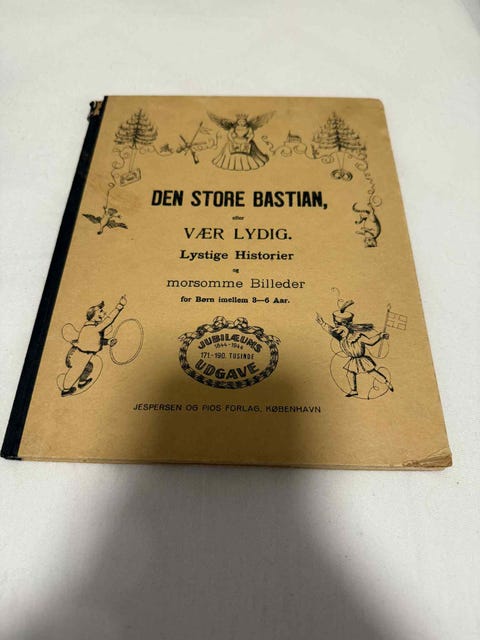 DEN STORE BASTIAN,
eller
VÆR LYDIG.
Lystige Historier
og
morsomme Billeder
for Børn imellem 3—6 Aar.
JUBILÆUMS
1844-1944
171.-190. TUSINDE
UDGAVE
JESPERSEN OG PIOS FORLAG, KØBENHAVN